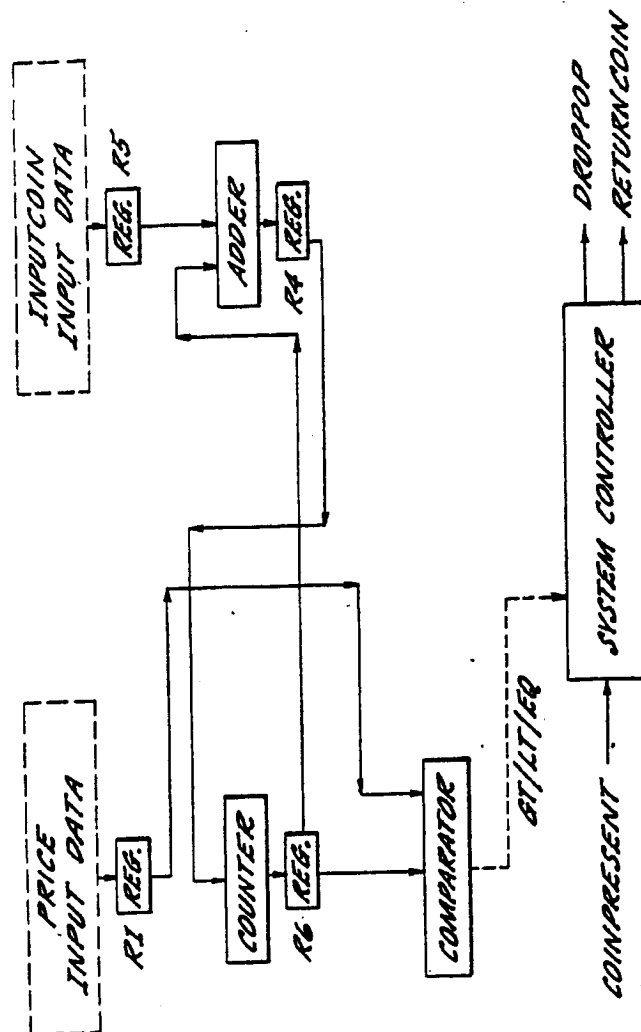 PRICE
INPUT DATA
INPUTCOIN
INPUT DATA
R1
REG.
REG.
R5
COUNTER
ADDER
R6
REG.
R4
REG.
COMPARATOR
GT/LT/EQ
COINPRESENT
SYSTEM CONTROLLER
DROPPOP
RETURNCOIN